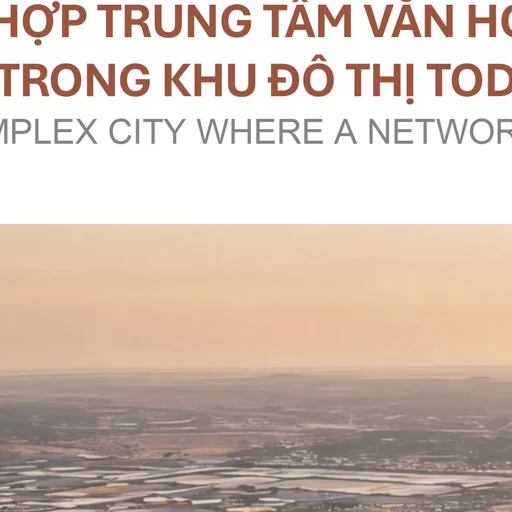 HỢP TRUNG TÂM VĂN HO
TRONG KHU ĐÔ THỊ TOD
MPLEX CITY WHERE A NETWOR